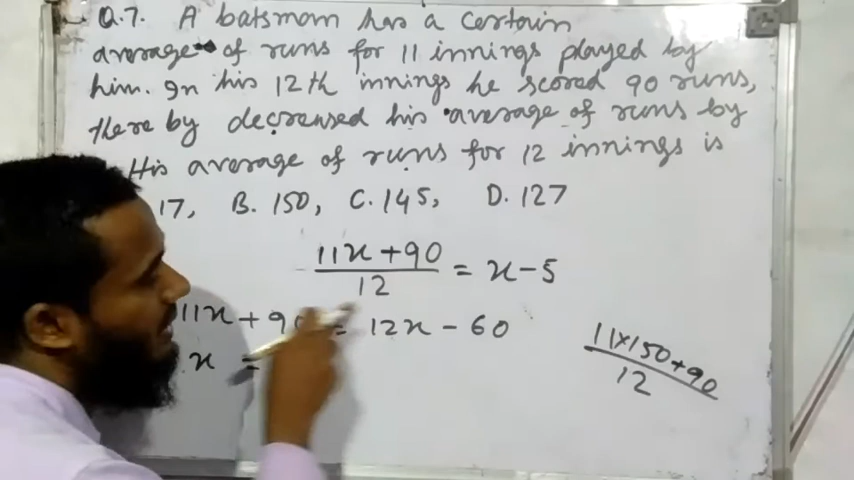 Q.7. A batsman has a certain
average of runs for 11 innings played by
him. In his 12th innings he scored 90 runs,
there by decreased his average of runs by
His average of runs for 12 innings is
17, B. 150, C. 145, D. 127
11x + 90 / 12 = x - 5
11x + 90 = 12x - 60
x =
11×150+90 / 12